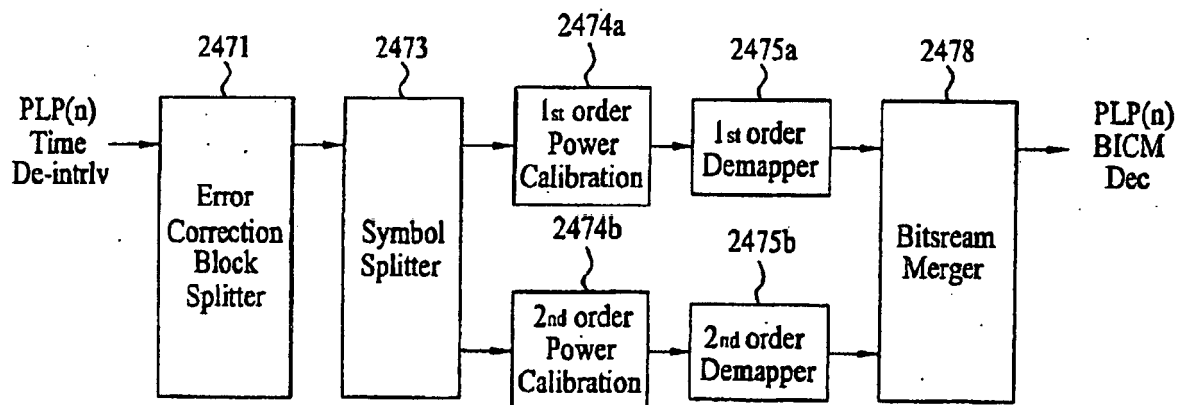 2471
2473
2474a
2475a
2478
PLP(n)
Time
De-intrlv
Error
Correction
Block
Splitter
Symbol
Splitter
1st order
Power
Calibration
1st order
Demapper
2474b
2475b
2nd order
Power
Calibration
2nd order
Demapper
Bitsream
Merger
PLP(n)
BICM
Dec